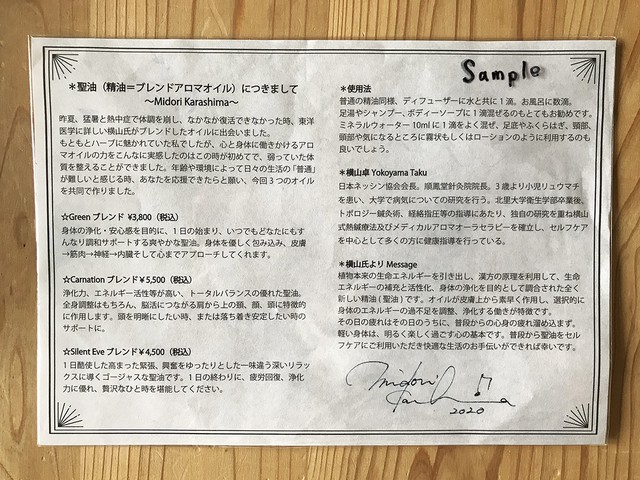 Sample
＊聖油（精油＝ブレンドアロマオイル）につきまして
～Midori Karashima～
昨夏、猛暑と熱中症で体調を崩し、なかなか復活できなかった時、東洋
医学に詳しい横山氏がブレンドしたオイルに出会いました。
もともとハーブに魅かれていた私でしたが、心と身体に働きかけるアロ
マオイルの力をこんなに実感したのはこの時が初めてで、弱っていた体
質を整えることができました。年齢や環境によって日々の生活の「普通」
が難しいと感じる時、あなたを応援できたらと願い、今回３つのオイル
を共同で作りました。
☆Green ブレンド ¥3,800（税込）
身体の浄化・安心感を目的に、１日の始まり、いつでもどなたにもす
んなり調和サポートする爽やかな聖油。身体を優しく包み込み、皮膚
→筋肉→神経→内臓そして心までアプローチしてくれます。
☆Carnation ブレンド¥5,500（税込）
浄化力、エネルギー活性等が高い、トータルバランスの優れた聖油。
全身調整はもちろん、脳活につながる肩から上の頚、顔、頭に特徴的
に作用します。頭を明晰にしたい時、または落ち着き安定したい時の
サポートに。
☆Silent Eve ブレンド¥4,500（税込）
１日酷使した高まった緊張、興奮をゆったりとした一味違う深いリラッ
クスに導くゴージャスな聖油です。１日の終わりに、疲労回復、浄化
力に優れ、贅沢なひと時を堪能してください。
＊使用法
普通の精油同様、ディフューザーに水と共に１滴。お風呂に数滴。
足湯やシャンプー、ボディーソープに１滴混ぜるのもとてもお勧めです。
ミネラルウォーター 10ml に１滴をよく混ぜ、足底やふくらはぎ、頚部、
頭部や気になるところに霧状もしくはローションのように利用するのも
良いでしょう。
＊横山卓 Yokoyama Taku
日本ネッシン協会会長。順鳳堂針灸院院長。３歳より小児リュウマチ
を患い、大学で病気についての研究を行う。北里大学衛生学部卒業後、
トポロジー鍼灸術、経絡指圧等の指導にあたり、独自の研究を重ね横山
式熱鍼療法及びメディカルアロマオーラセラピーを確立し、セルフケア
を中心として多くの方に健康指導を行っている。
＊横山氏より Message
植物本来の生命エネルギーを引き出し、漢方の原理を利用して、生命
エネルギーの補充と活性化、身体の浄化を目的として調合された全く
新しい精油（聖油）です。オイルが皮膚上から素早く作用し、選択的に
身体のエネルギーの過不足を調整、浄化する働きが特徴です。
その日の疲れはその日のうちに、普段からの心身の疲れ溜め込まず。
軽い身体は、明るく楽しく過ごす心の基本です。普段から聖油をセル
フケアにご利用いただき快適な生活のお手伝いができれば幸いです。
Midori
2020